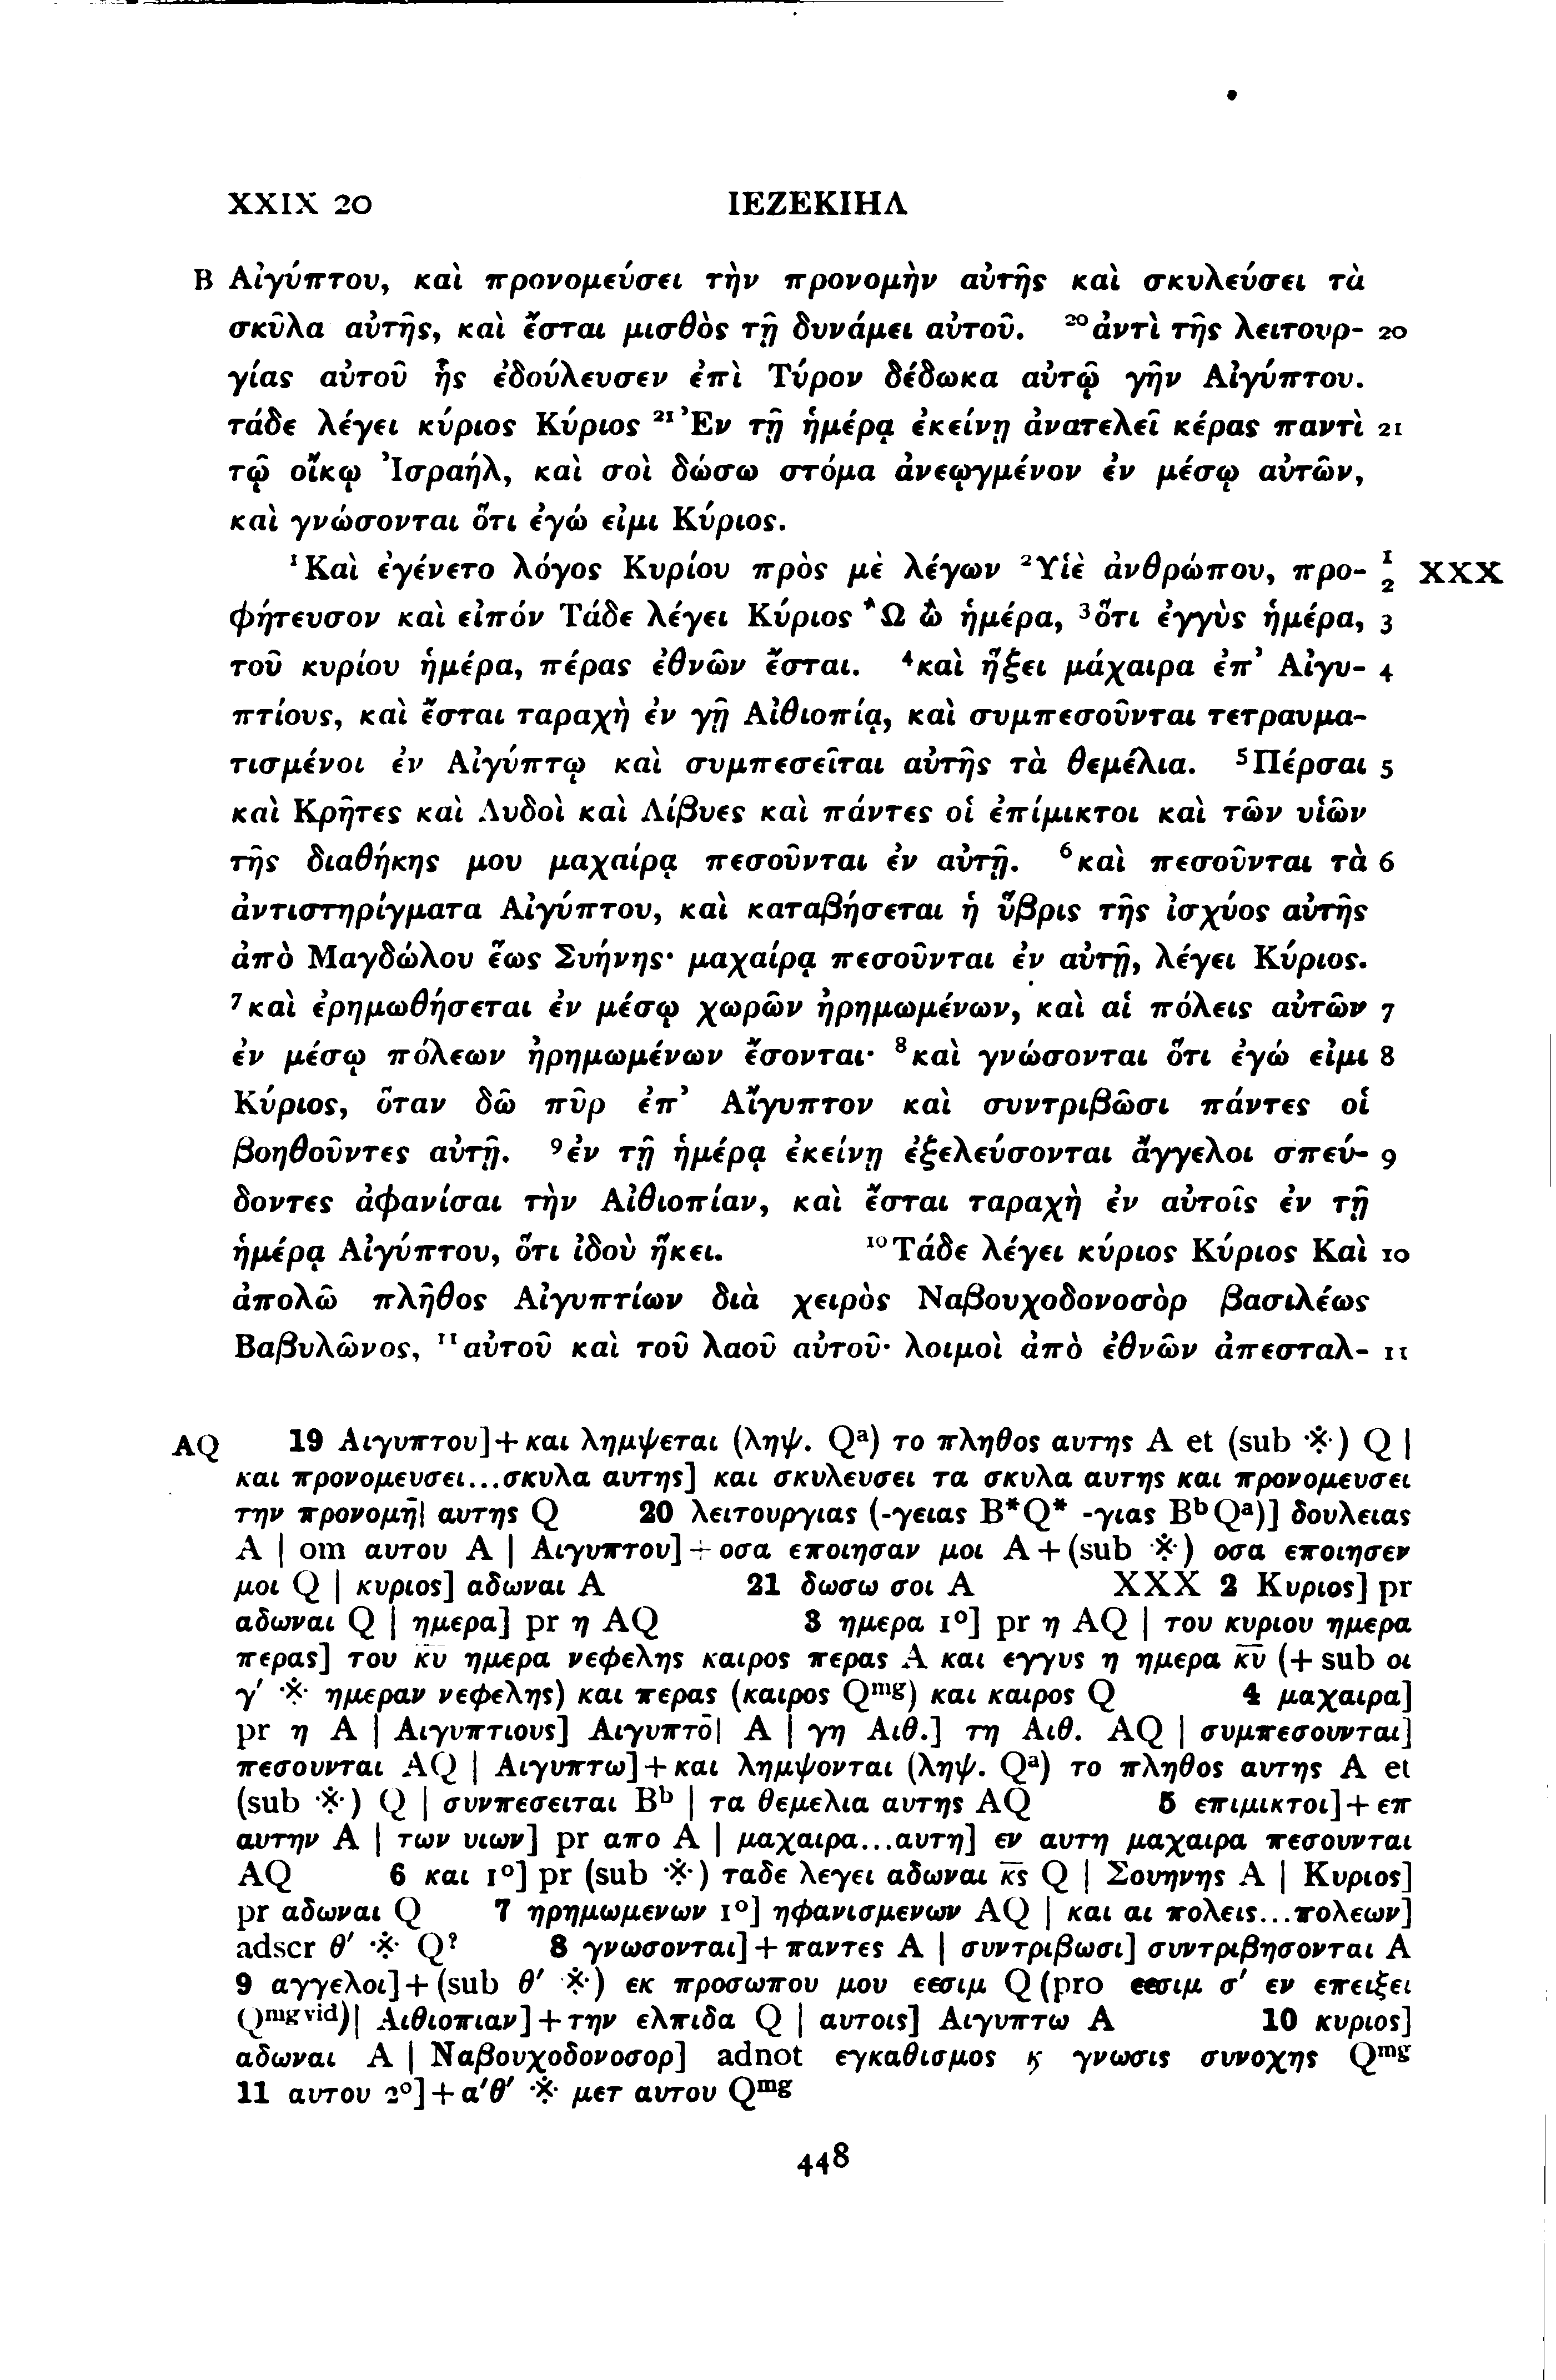 XXIX 20 ΙΕΖΕΚΙΗΛ
B Αἰγύπτου, καὶ προνομεύσει τὴν προνομὴν αὐτῆς καὶ σκυλεύσει τὰ
σκῦλα αὐτῆς, καὶ ἔσται μισθὸς τῇ δυνάμει αὐτοῦ. ²⁰ἀντὶ τῆς λειτουρ- 20
γίας αὐτοῦ ἧς ἐδούλευσεν ἐπὶ Τύρον δέδωκα αὐτῷ γῆν Αἰγύπτου.
τάδε λέγει κύριος Κύριος ²¹Ἐν τῇ ἡμέρᾳ ἐκείνῃ ἀνατελεῖ κέρας παντὶ 21
τῷ οἴκῳ Ἰσραήλ, καὶ σοὶ δώσω στόμα ἀνεῳγμένον ἐν μέσῳ αὐτῶν,
καὶ γνώσονται ὅτι ἐγώ εἰμι Κύριος.
¹Καὶ ἐγένετο λόγος Κυρίου πρὸς μὲ λέγων ²Υἱὲ ἀνθρώπου, προ- 1 2 XXX
φήτευσον καὶ εἰπόν Τάδε λέγει Κύριος Ὦ ὦ ἡμέρα, ³ὅτι ἐγγὺς ἡμέρα, 3
τοῦ κυρίου ἡμέρα, πέρας ἐθνῶν ἔσται. ⁴καὶ ἥξει μάχαιρα ἐπ’ Αἰγυ- 4
πτίους, καὶ ἔσται ταραχὴ ἐν γῇ Αἰθιοπίᾳ, καὶ συμπεσοῦνται τετραυμα-
τισμένοι ἐν Αἰγύπτῳ καὶ συμπεσεῖται αὐτῆς τὰ θεμέλια. ⁵Πέρσαι 5
καὶ Κρῆτες καὶ Λυδοὶ καὶ Λίβυες καὶ πάντες οἱ ἐπίμικτοι καὶ τῶν υἱῶν
τῆς διαθήκης μου μαχαίρᾳ πεσοῦνται ἐν αὐτῇ. ⁶καὶ πεσοῦνται τὰ 6
ἀντιστηρίγματα Αἰγύπτου, καὶ καταβήσεται ἡ ὕβρις τῆς ἰσχύος αὐτῆς
ἀπὸ Μαγδώλου ἕως Συήνης· μαχαίρᾳ πεσοῦνται ἐν αὐτῇ, λέγει Κύριος.
⁷καὶ ἐρημωθήσεται ἐν μέσῳ χωρῶν ἠρημωμένων, καὶ αἱ πόλεις αὐτῶν 7
ἐν μέσῳ πόλεων ἠρημωμένων ἔσονται· ⁸καὶ γνώσονται ὅτι ἐγώ εἰμι 8
Κύριος, ὅταν δῶ πῦρ ἐπ’ Αἴγυπτον καὶ συντριβῶσι πάντες οἱ
βοηθοῦντες αὐτῇ. ⁹ἐν τῇ ἡμέρᾳ ἐκείνῃ ἐξελεύσονται ἄγγελοι σπεύ- 9
δοντες ἀφανίσαι τὴν Αἰθιοπίαν, καὶ ἔσται ταραχὴ ἐν αὐτοῖς ἐν τῇ
ἡμέρᾳ Αἰγύπτου, ὅτι ἰδοὺ ἥκει. ¹⁰Τάδε λέγει κύριος Κύριος Καὶ 10
ἀπολῶ πλῆθος Αἰγυπτίων διὰ χειρὸς Ναβουχοδονοσὸρ βασιλέως
Βαβυλῶνος, ¹¹αὐτοῦ καὶ τοῦ λαοῦ αὐτοῦ· λοιμοὶ ἀπὸ ἐθνῶν ἀπεσταλ- 11
AQ 19 Αιγυπτου]+και λημψεται (ληψ. Qᵃ) το πληθος αυτης A et (sub ※) Q |
και προνομευσει...σκυλα αυτης] και σκυλευσει τα σκυλα αυτης και προνομευσει
την προνομη̄| αυτης Q 20 λειτουργιας (-γειας B*Q* -γιας BᵇQᵃ)] δουλειας
A | om αυτου A | Αιγυπτου]+οσα εποιησαν μοι A+(sub ※) οσα εποιησεν
μοι Q | κυριος] αδωναι A 21 δωσω σοι A XXX 2 Κυριος] pr
αδωναι Q | ημερα] pr η AQ 3 ημερα 1°] pr η AQ | του κυριου ημερα
περας] του κ̅υ̅ ημερα νεφελης καιρος περας A και εγγυς η ημερα κ̅υ̅ (+ sub οι
γ′ ※ ημεραν νεφελης) και περας (καιρος Qᵐᵍ) και καιρος Q 4 μαχαιρα]
pr η A | Αιγυπτιους] Αιγυπτο̄| A | γη Αιθ.] τη Αιθ. AQ | συμπεσουνται]
πεσουνται AQ | Αιγυπτω]+και λημψονται (ληψ. Qᵃ) το πληθος αυτης A et
(sub ※) Q | συνπεσειται Bᵇ | τα θεμελια αυτης AQ 5 επιμικτοι]+επ
αυτην A | των υιων] pr απο A | μαχαιρα...αυτη] εν αυτη μαχαιρα πεσουνται
AQ 6 και 1°] pr (sub ※) ταδε λεγει αδωναι κ̅ς̅ Q | Σουηνης A | Κυριος]
pr αδωναι Q 7 ηρημωμενων 1°] ηφανισμενων AQ | και αι πολεις...πολεων]
adscr θ′ ※ Q? 8 γνωσονται]+παντες A | συντριβωσι] συντριβησονται A
9 αγγελοι]+(sub θ′ ※) εκ προσωπου μου εεσιμ Q (pro εεσιμ σ′ εν επειξει
Qᵐᵍ ᵛⁱᵈ)| Αιθιοπιαν]+την ελπιδα Q | αυτοις] Αιγυπτω A 10 κυριος]
αδωναι A | Ναβουχοδονοσορ] adnot εγκαθισμος ϗ γνωσις συνοχης Qᵐᵍ
11 αυτου 2°]+α′θ′ ※ μετ αυτου Qᵐᵍ
448